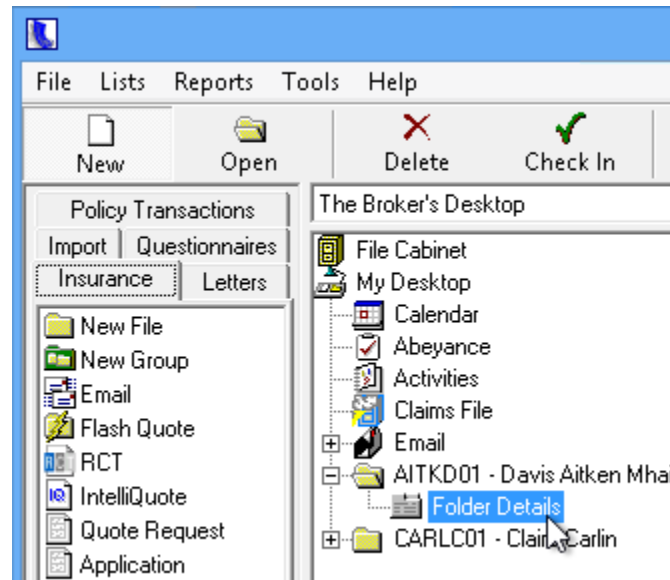 File Lists Reports Tools Help
New Open Delete Check In
Policy Transactions
Import Questionnaires
Insurance Letters
New File
New Group
Email
Flash Quote
RCT
IntelliQuote
Quote Request
Application
The Broker's Desktop
File Cabinet
My Desktop
Calendar
Abeyance
Activities
Claims File
Email
AITKD01 - Davis Aitken Mhai
Folder Details
CARLC01 - Claire Carlin